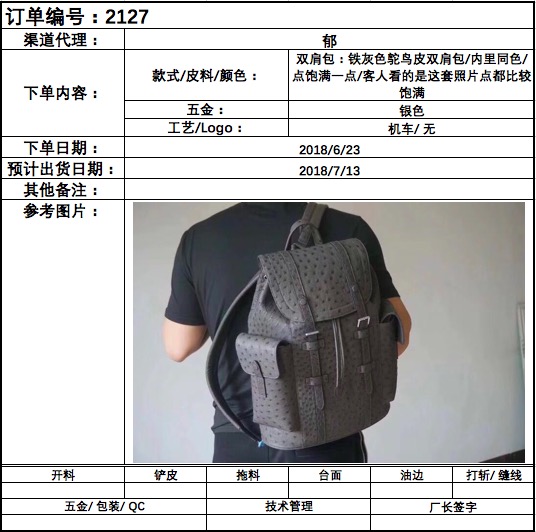 订单编号：2127
渠道代理： 郁
下单内容：
款式/皮料/颜色：
双肩包：铁灰色鸵鸟皮双肩包/内里同色/
点饱满一点/客人看的是这套照片点都比较
饱满
五金： 银色
工艺/Logo： 机车/ 无
下单日期： 2018/6/23
预计出货日期： 2018/7/13
其他备注：
参考图片：
开料 铲皮 拖料 台面 油边 打斩/ 缝线
五金/ 包装/ QC 技术管理 厂长签字